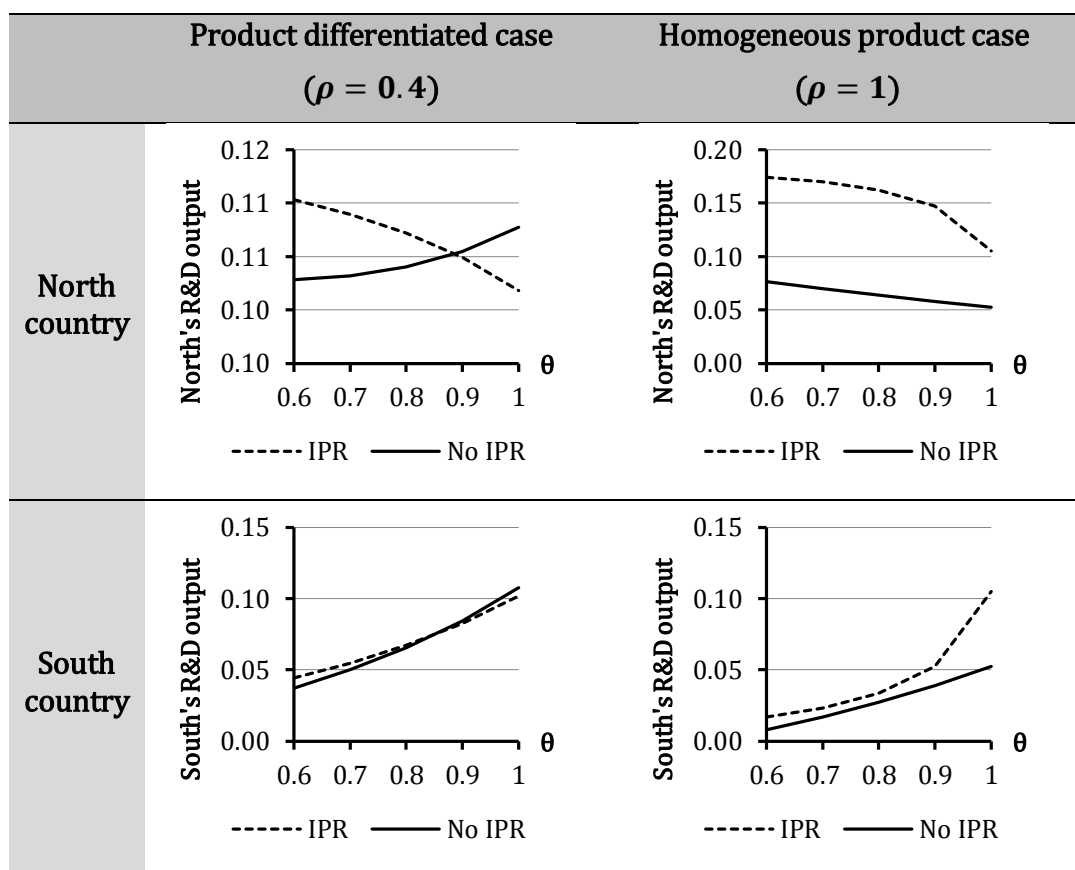 Product differentiated case
(ρ = 0.4)
Homogeneous product case
(ρ = 1)
North
country
North's R&D output
0.12
0.11
0.11
0.10
0.10
0.6 0.7 0.8 0.9 1
θ
IPR No IPR
North's R&D output
0.20
0.15
0.10
0.05
0.00
0.6 0.7 0.8 0.9 1
θ
IPR No IPR
South
country
South's R&D output
0.15
0.10
0.05
0.00
0.6 0.7 0.8 0.9 1
θ
IPR No IPR
South's R&D output
0.15
0.10
0.05
0.00
0.6 0.7 0.8 0.9 1
θ
IPR No IPR